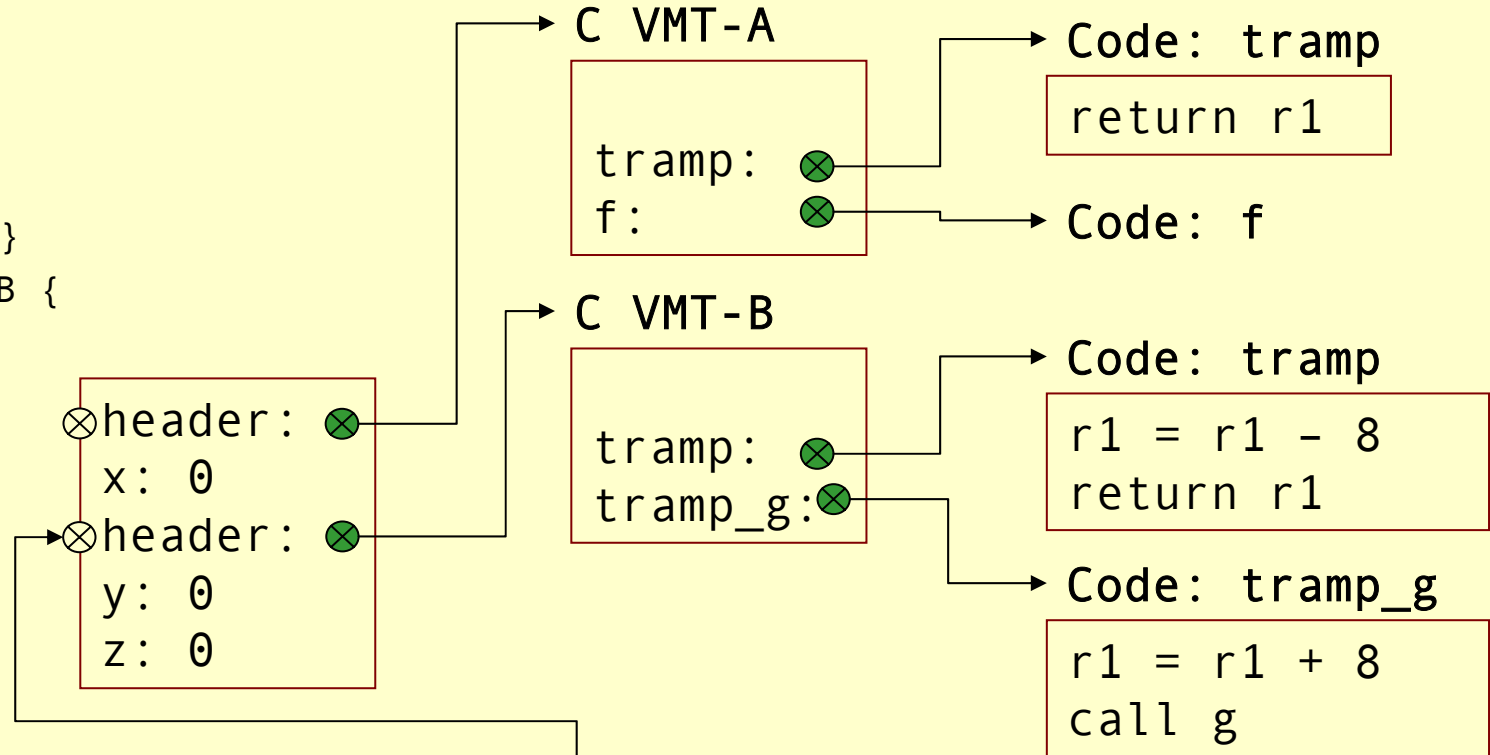 }
B {
header:
x: 0
header:
y: 0
z: 0
C VMT-A
tramp:
f:
C VMT-B
tramp:
tramp_g:
Code: tramp
return r1
Code: f
Code: tramp
r1 = r1 – 8
return r1
Code: tramp_g
r1 = r1 + 8
call g